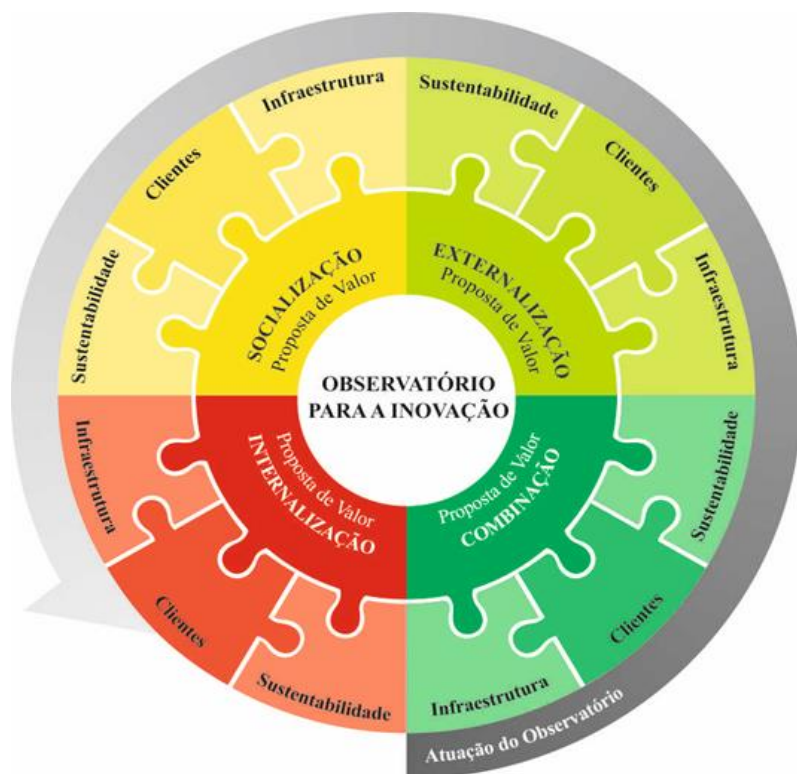 OBSERVATÓRIO
PARA A INOVAÇÃO
SOCIALIZAÇÃO
Proposta de Valor
Sustentabilidade
Clientes
Infraestrutura
EXTERNALIZAÇÃO
Proposta de Valor
Sustentabilidade
Clientes
Infraestrutura
Proposta de Valor
COMBINAÇÃO
Sustentabilidade
Clientes
Infraestrutura
Proposta de Valor
INTERNALIZAÇÃO
Sustentabilidade
Clientes
Infraestrutura
Atuação do Observatório